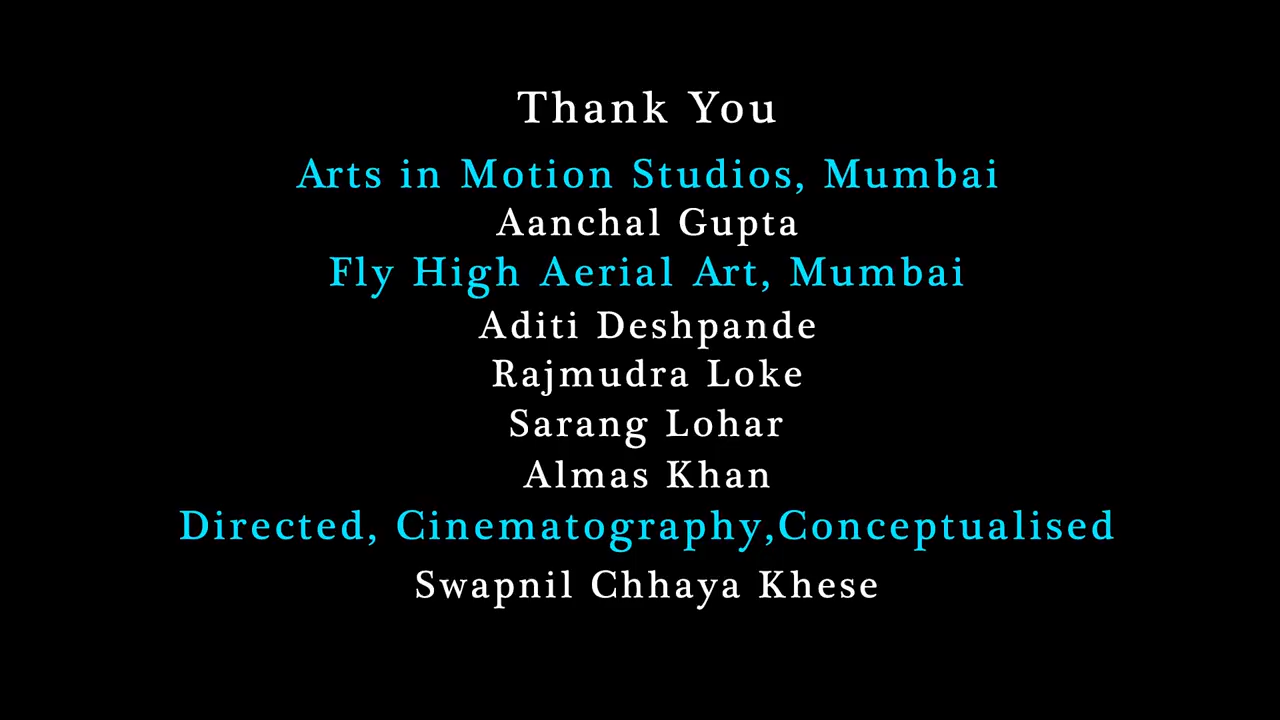 Thank You
Arts in Motion Studios, Mumbai
Aanchal Gupta
Fly High Aerial Art, Mumbai
Aditi Deshpande
Rajmudra Loke
Sarang Lohar
Almas Khan
Directed, Cinematography,Conceptualised
Swapnil Chhaya Khese